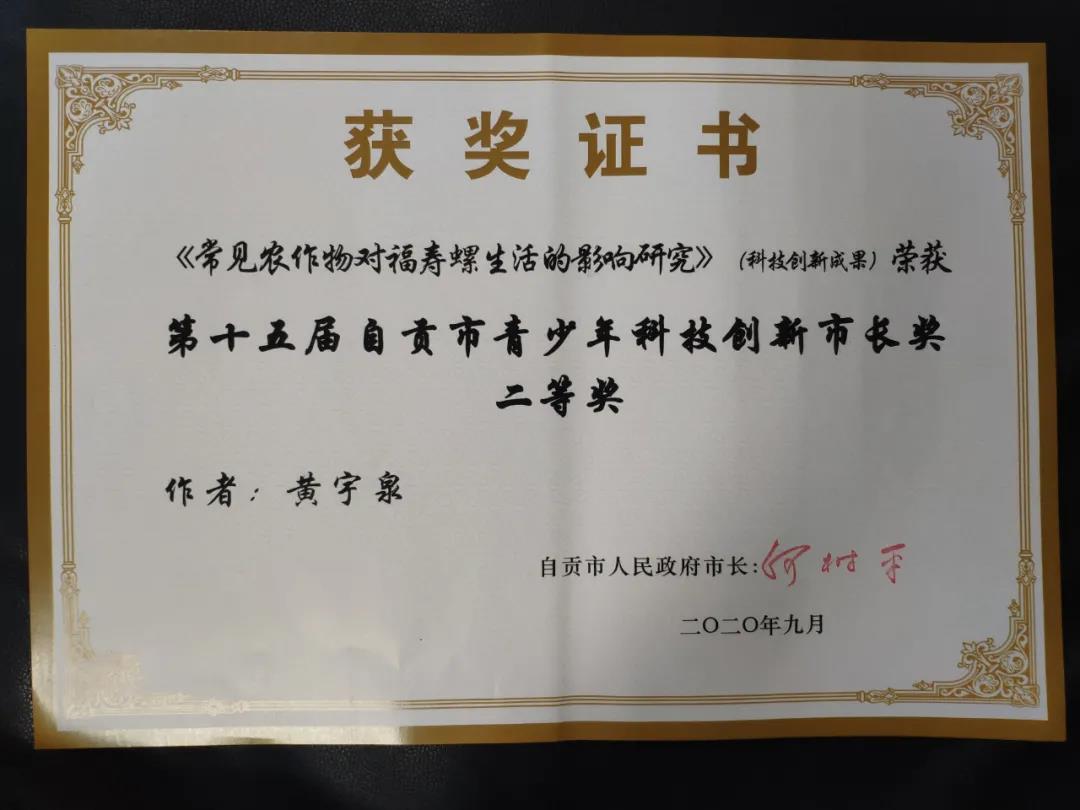 获奖证书
《常见农作物对福寿螺生活的影响研究》（科技创新成果）荣获
第十五届自贡市青少年科技创新市长奖
二等奖
作者：黄宇泉
自贡市人民政府市长:何树平
二〇二〇年九月